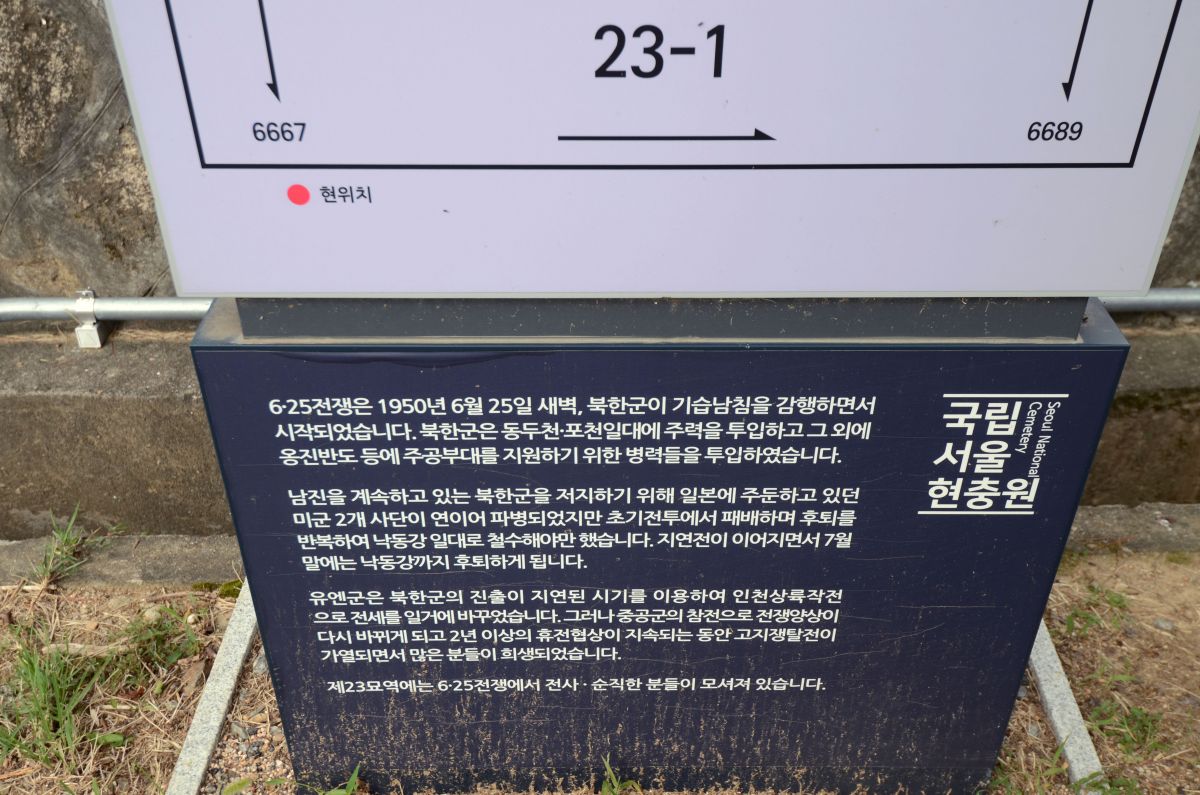 23-1
6667
6689
현위치
6·25전쟁은 1950년 6월 25일 새벽, 북한군이 기습남침을 감행하면서
시작되었습니다. 북한군은 동두천·포천일대에 주력을 투입하고 그 외에
옹진반도 등에 주공부대를 지원하기 위한 병력들을 투입하였습니다.
남진을 계속하고 있는 북한군을 저지하기 위해 일본에 주둔하고 있던
미군 2개 사단이 연이어 파병되었지만 초기전투에서 패배하며 후퇴를
반복하여 낙동강 일대로 철수해야만 했습니다. 지연전이 이어지면서 7월
말에는 낙동강까지 후퇴하게 됩니다.
유엔군은 북한군의 진출이 지연된 시기를 이용하여 인천상륙작전
으로 전세를 일거에 바꾸었습니다. 그러나 중공군의 참전으로 전쟁양상이
다시 바뀌게 되고 2년 이상의 휴전협상이 지속되는 동안 고지쟁탈전이
가열되면서 많은 분들이 희생되었습니다.
제23묘역에는 6·25전쟁에서 전사·순직한 분들이 모셔져 있습니다.
국립
서울
현충원
Seoul National
Cemetery